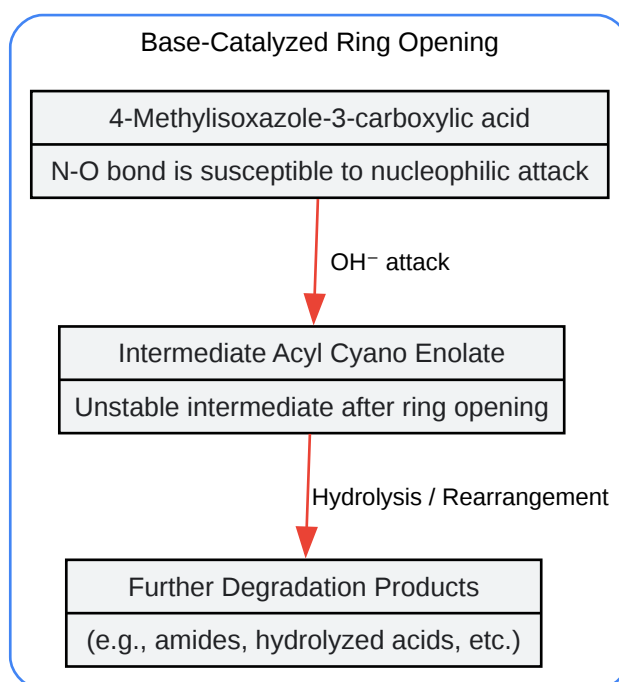 Base-Catalyzed Ring Opening
4-Methylisoxazole-3-carboxylic acid
N-O bond is susceptible to nucleophilic attack
OH⁻ attack
Intermediate Acyl Cyano Enolate
Unstable intermediate after ring opening
Hydrolysis / Rearrangement
Further Degradation Products
(e.g., amides, hydrolyzed acids, etc.)